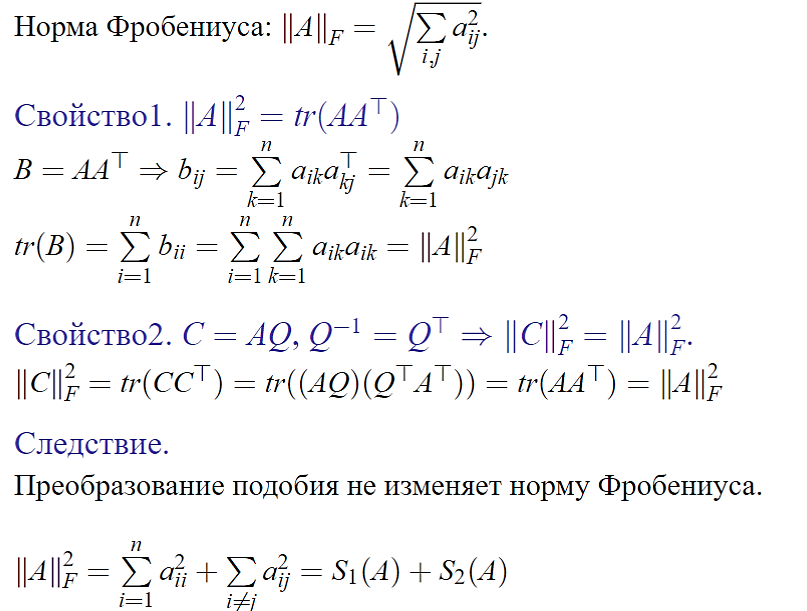 Норма Фробениуса: $\|A\|_F = \sqrt{\sum_{i,j} a_{ij}^2}$.
Свойство1. $\|A\|_F^2 = tr(AA^\top)$
$B = AA^\top \Rightarrow b_{ij} = \sum_{k=1}^{n} a_{ik}a_{kj}^\top = \sum_{k=1}^{n} a_{ik}a_{jk}$
$tr(B) = \sum_{i=1}^{n} b_{ii} = \sum_{i=1}^{n} \sum_{k=1}^{n} a_{ik}a_{ik} = \|A\|_F^2$
Свойство2. $C = AQ, Q^{-1} = Q^\top \Rightarrow \|C\|_F^2 = \|A\|_F^2$.
$\|C\|_F^2 = tr(CC^\top) = tr((AQ)(Q^\top A^\top)) = tr(AA^\top) = \|A\|_F^2$
Следствие.
Преобразование подобия не изменяет норму Фробениуса.
$\|A\|_F^2 = \sum_{i=1}^{n} a_{ii}^2 + \sum_{i \neq j} a_{ij}^2 = S_1(A) + S_2(A)$